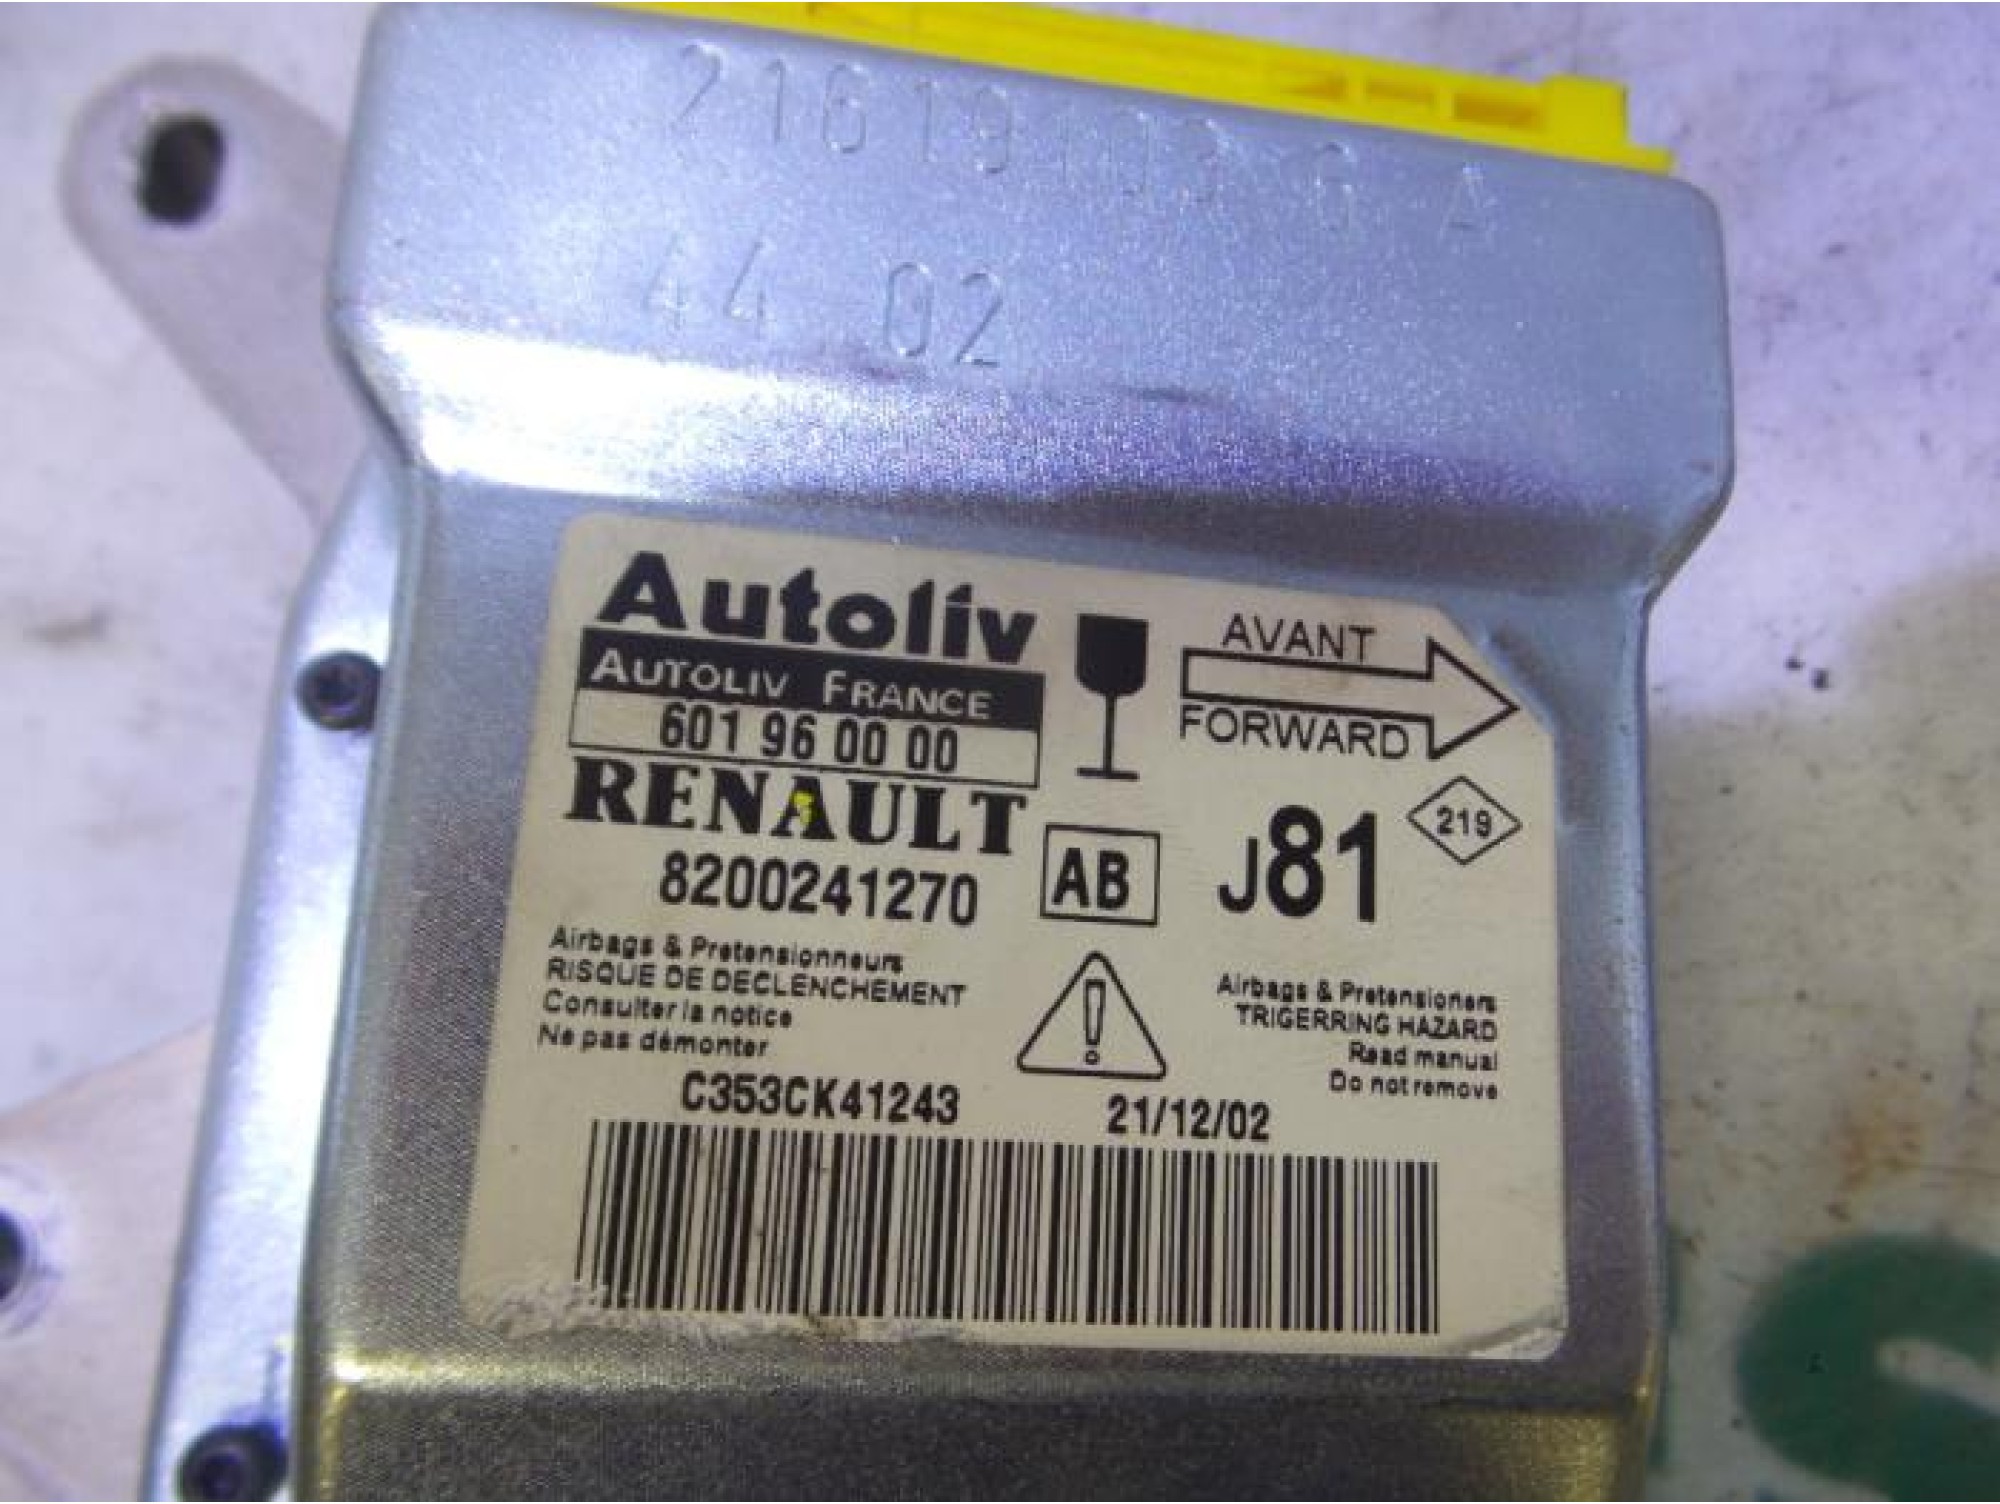 21619103 G A
44 02
Autoliv
AUTOLIV FRANCE
601 96 00 00
RENAULT
8200241270
AB
AVANT
FORWARD
J81
219
Airbags & Pretensionneurs
RISQUE DE DECLENCHEMENT
Consulter la notice
Ne pas démonter
Airbags & Pretensioners
TRIGERRING HAZARD
Read manual
Do not remove
C353CK41243
21/12/02